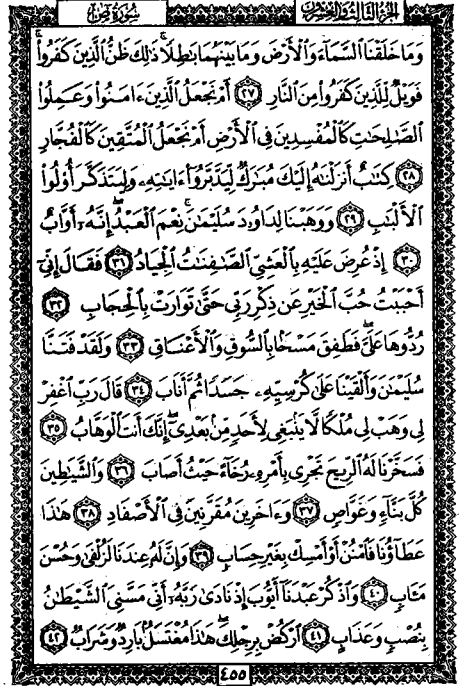 الجزء الثالث والعشرون
سورة ص
وَمَا خَلَقْنَا ٱلسَّمَآءَ وَٱلْأَرْضَ وَمَا بَيْنَهُمَا بَٰطِلًا ۚ ذَٰلِكَ ظَنُّ ٱلَّذِينَ كَفَرُوا۟ ۚ
فَوَيْلٌ لِّلَّذِينَ كَفَرُوا۟ مِنَ ٱلنَّارِ ٢٧ أَمْ نَجْعَلُ ٱلَّذِينَ ءَامَنُوا۟ وَعَمِلُوا۟
ٱلصَّٰلِحَٰتِ كَٱلْمُفْسِدِينَ فِى ٱلْأَرْضِ أَمْ نَجْعَلُ ٱلْمُتَّقِينَ كَٱلْفُجَّارِ
٢٨ كِتَٰبٌ أَنزَلْنَٰهُ إِلَيْكَ مُبَٰرَكٌ لِّيَدَّبَّرُوٓا۟ ءَايَٰتِهِۦ وَلِيَتَذَكَّرَ أُو۟لُوا۟
ٱلْأَلْبَٰبِ ٢٩ وَوَهَبْنَا لِدَاوُۥدَ سُلَيْمَٰنَ ۚ نِعْمَ ٱلْعَبْدُ ۖ إِنَّهُۥٓ أَوَّابٌ
٣٠ إِذْ عُرِضَ عَلَيْهِ بِٱلْعَشِىِّ ٱلصَّٰفِنَٰتُ ٱلْجِيَادُ ٣١ فَقَالَ إِنِّىٓ
أَحْبَبْتُ حُبَّ ٱلْخَيْرِ عَن ذِكْرِ رَبِّى حَتَّىٰ تَوَارَتْ بِٱلْحِجَابِ ٣٢
رُدُّوهَا عَلَىَّ ۖ فَطَفِقَ مَسْحًۢا بِٱلسُّوقِ وَٱلْأَعْنَاقِ ٣٣ وَلَقَدْ فَتَنَّا
سُلَيْمَٰنَ وَأَلْقَيْنَا عَلَىٰ كُرْسِيِّهِۦ جَسَدًا ثُمَّ أَنَابَ ٣٤ قَالَ رَبِّ ٱغْفِرْ
لِى وَهَبْ لِى مُلْكًا لَّا يَنۢبَغِى لِأَحَدٍ مِّنۢ بَعْدِىٓ ۖ إِنَّكَ أَنتَ ٱلْوَهَّابُ ٣٥
فَسَخَّرْنَا لَهُ ٱلرِّيحَ تَجْرِى بِأَمْرِهِۦ رُخَآءً حَيْثُ أَصَابَ ٣٦ وَٱلشَّيَٰطِينَ
كُلَّ بَنَّآءٍ وَغَوَّاصٍ ٣٧ وَءَاخَرِينَ مُقَرَّنِينَ فِى ٱلْأَصْفَادِ ٣٨ هَٰذَا
عَطَآؤُنَا فَٱمْنُنْ أَوْ أَمْسِكْ بِغَيْرِ حِسَابٍ ٣٩ وَإِنَّ لَهُۥ عِندَنَا لَزُلْفَىٰ وَحُسْنَ
مَـَٔابٍ ٤٠ وَٱذْكُرْ عَبْدَنَآ أَيُّوبَ إِذْ نَادَىٰ رَبَّهُۥٓ أَنِّى مَسَّنِىَ ٱلشَّيْطَٰنُ
بِنُصْبٍ وَعَذَابٍ ٤١ ٱرْكُضْ بِرِجْلِكَ ۖ هَٰذَا مُغْتَسَلٌۢ بَارِدٌ وَشَرَابٌ ٤٢
٤٥٥